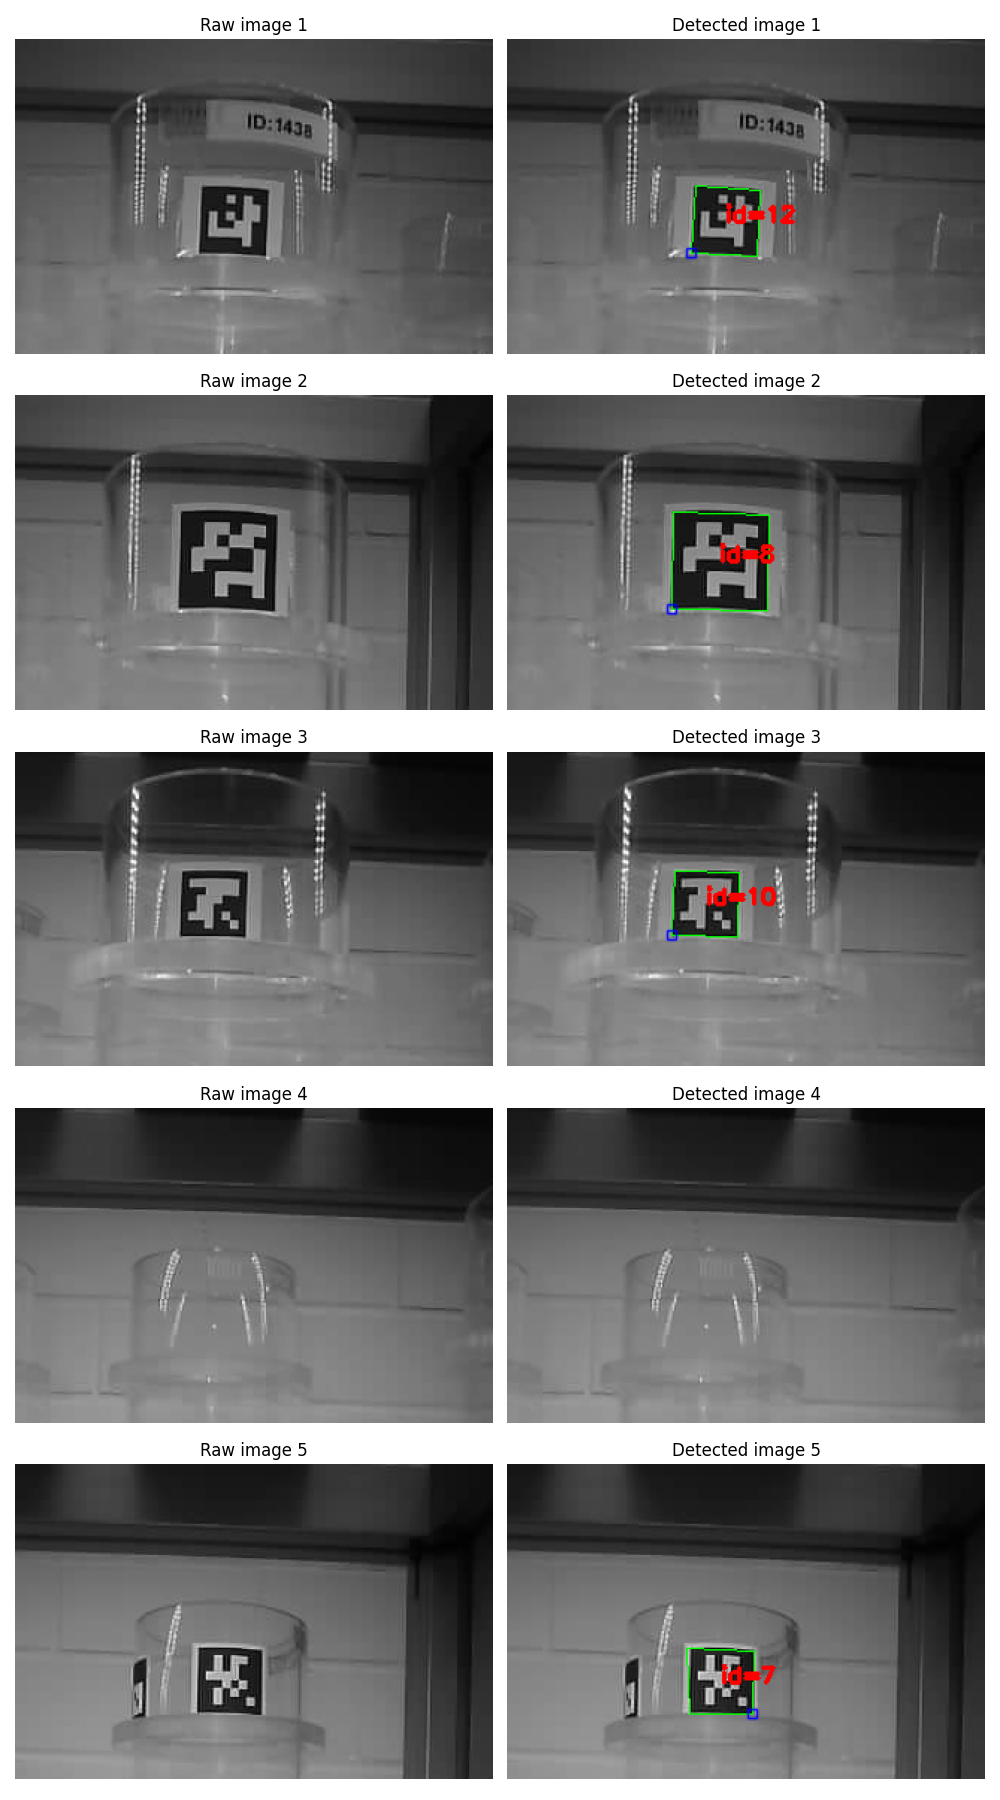 Raw image 1
Detected image 1
ID:1438
ID:1438
id=12
Raw image 2
Detected image 2
id=8
Raw image 3
Detected image 3
id=10
Raw image 4
Detected image 4
Raw image 5
Detected image 5
id=7